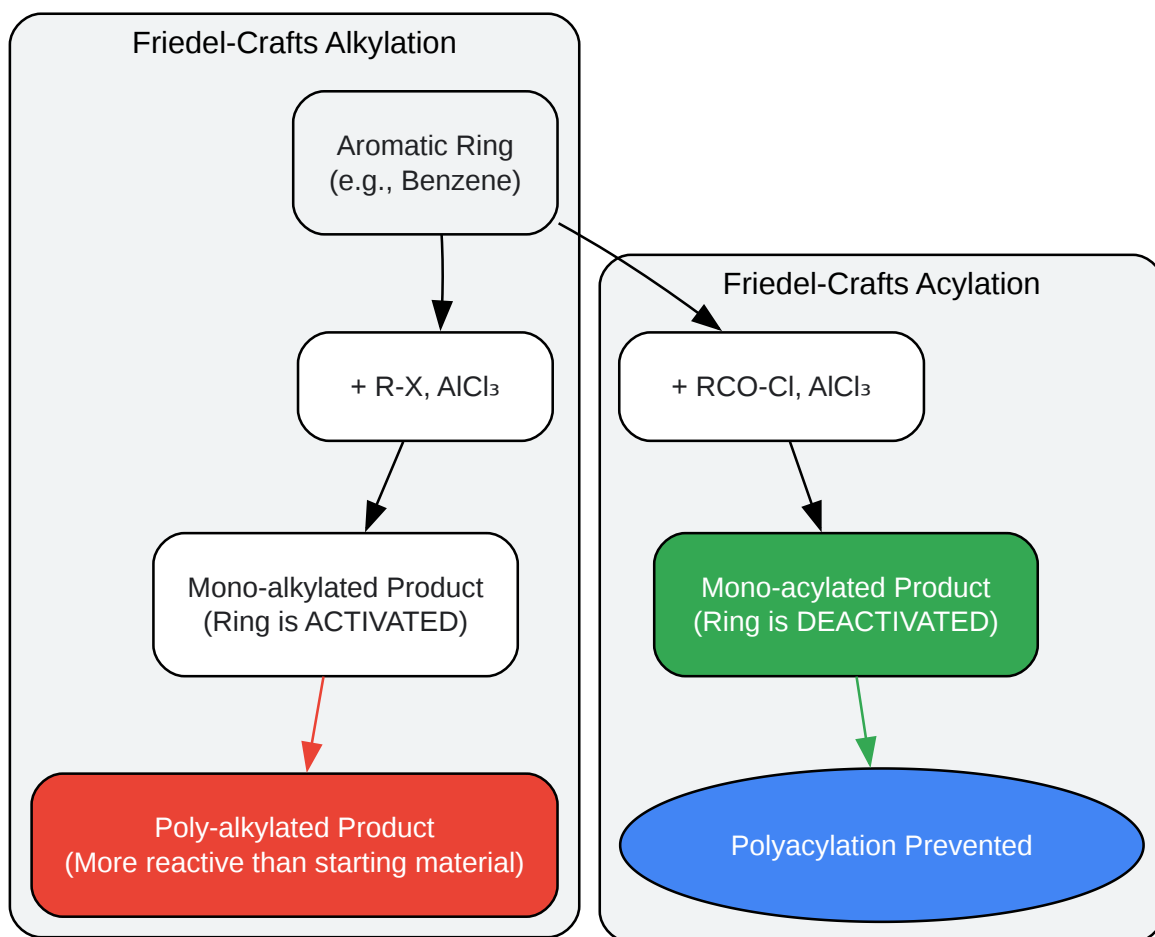 Friedel-Crafts Alkylation
Aromatic Ring
(e.g., Benzene)
+ R-X, AlCl₃
Mono-alkylated Product
(Ring is ACTIVATED)
Poly-alkylated Product
(More reactive than starting material)
Friedel-Crafts Acylation
+ RCO-Cl, AlCl₃
Mono-acylated Product
(Ring is DEACTIVATED)
Polyacylation Prevented